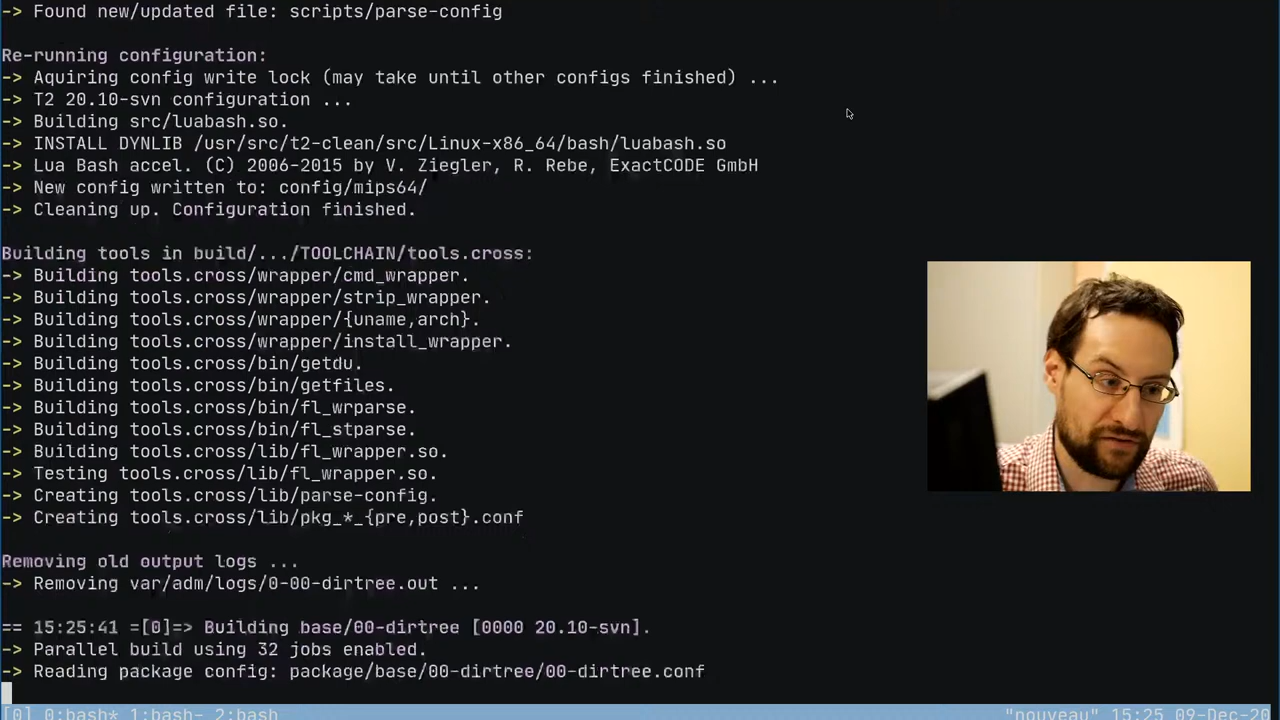 -> Found new/updated file: scripts/parse-config
Re-running configuration:
-> Aquiring config write lock (may take until other configs finished) ...
-> T2 20.10-svn configuration ...
-> Building src/luabash.so.
-> INSTALL DYNLIB /usr/src/t2-clean/src/Linux-x86_64/bash/luabash.so
-> Lua Bash accel. (C) 2006-2015 by V. Ziegler, R. Rebe, ExactCODE GmbH
-> New config written to: config/mips64/
-> Cleaning up. Configuration finished.
Building tools in build/.../TOOLCHAIN/tools.cross:
-> Building tools.cross/wrapper/cmd_wrapper.
-> Building tools.cross/wrapper/strip_wrapper.
-> Building tools.cross/wrapper/{uname,arch}.
-> Building tools.cross/wrapper/install_wrapper.
-> Building tools.cross/bin/getdu.
-> Building tools.cross/bin/getfiles.
-> Building tools.cross/bin/fl_wrparse.
-> Building tools.cross/bin/fl_stparse.
-> Building tools.cross/lib/fl_wrapper.so.
-> Testing tools.cross/lib/fl_wrapper.so.
-> Creating tools.cross/lib/parse-config.
-> Creating tools.cross/lib/pkg_*_{pre,post}.conf
Removing old output logs ...
-> Removing var/adm/logs/0-00-dirtree.out ...
== 15:25:41 =[0]=> Building base/00-dirtree [0000 20.10-svn].
-> Parallel build using 32 jobs enabled.
-> Reading package config: package/base/00-dirtree/00-dirtree.conf
[0] 0:bash* 1:bash- 2:bash "nouveau" 15:25 09-Dec-20